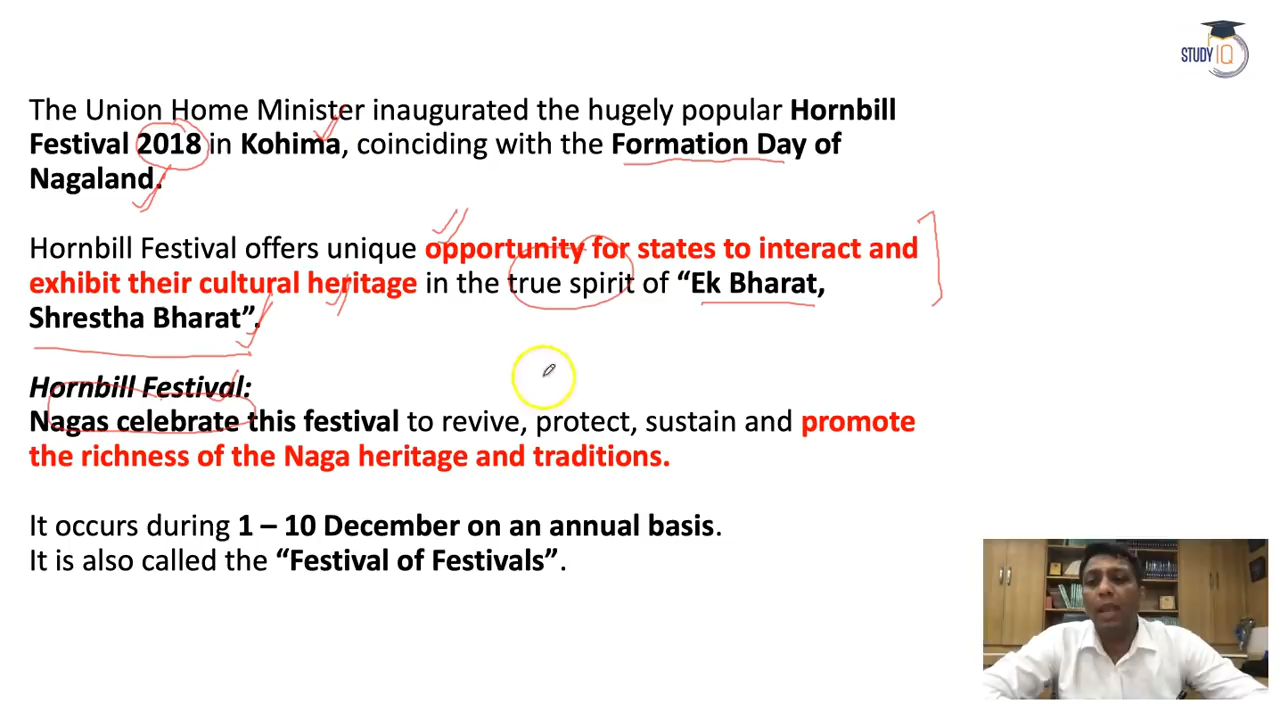 STUDY IQ
The Union Home Minister inaugurated the hugely popular Hornbill
Festival 2018 in Kohima, coinciding with the Formation Day of
Nagaland.
Hornbill Festival offers unique opportunity for states to interact and
exhibit their cultural heritage in the true spirit of “Ek Bharat,
Shrestha Bharat”.
Hornbill Festival:
Nagas celebrate this festival to revive, protect, sustain and promote
the richness of the Naga heritage and traditions.
It occurs during 1 – 10 December on an annual basis.
It is also called the “Festival of Festivals”.